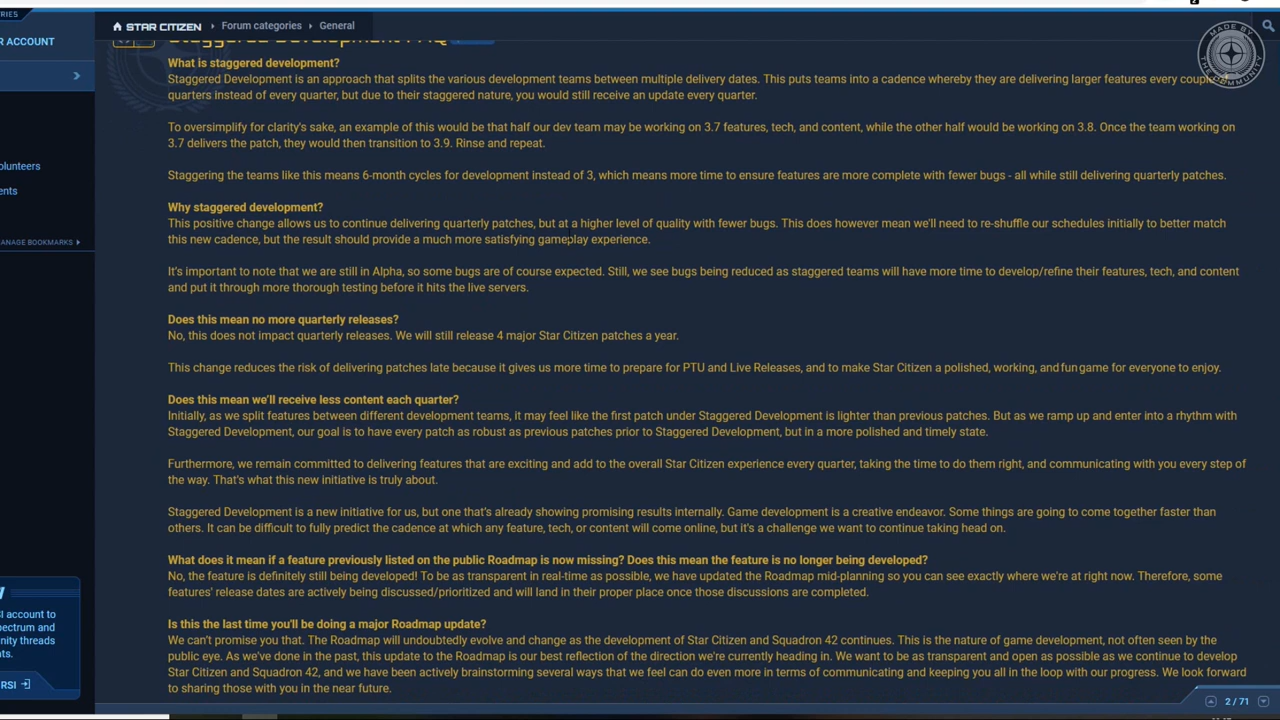 STAR CITIZEN › Forum categories › General
ACCOUNT
MADE BY THE COMMUNITY
Staggered Development FAQ
What is staggered development?
Staggered Development is an approach that splits the various development teams between multiple delivery dates. This puts teams into a cadence whereby they are delivering larger features every couple
quarters instead of every quarter, but due to their staggered nature, you would still receive an update every quarter.
To oversimplify for clarity's sake, an example of this would be that half our dev team may be working on 3.7 features, tech, and content, while the other half would be working on 3.8. Once the team working on
3.7 delivers the patch, they would then transition to 3.9. Rinse and repeat.
Staggering the teams like this means 6-month cycles for development instead of 3, which means more time to ensure features are more complete with fewer bugs - all while still delivering quarterly patches.
Why staggered development?
This positive change allows us to continue delivering quarterly patches, but at a higher level of quality with fewer bugs. This does however mean we'll need to re-shuffle our schedules initially to better match
this new cadence, but the result should provide a much more satisfying gameplay experience.
It's important to note that we are still in Alpha, so some bugs are of course expected. Still, we see bugs being reduced as staggered teams will have more time to develop/refine their features, tech, and content
and put it through more thorough testing before it hits the live servers.
Does this mean no more quarterly releases?
No, this does not impact quarterly releases. We will still release 4 major Star Citizen patches a year.
This change reduces the risk of delivering patches late because it gives us more time to prepare for PTU and Live Releases, and to make Star Citizen a polished, working, and fun game for everyone to enjoy.
Does this mean we'll receive less content each quarter?
Initially, as we split features between different development teams, it may feel like the first patch under Staggered Development is lighter than previous patches. But as we ramp up and enter into a rhythm with
Staggered Development, our goal is to have every patch as robust as previous patches prior to Staggered Development, but in a more polished and timely state.
Furthermore, we remain committed to delivering features that are exciting and add to the overall Star Citizen experience every quarter, taking the time to do them right, and communicating with you every step of
the way. That's what this new initiative is truly about.
Staggered Development is a new initiative for us, but one that's already showing promising results internally. Game development is a creative endeavor. Some things are going to come together faster than
others. It can be difficult to fully predict the cadence at which any feature, tech, or content will come online, but it's a challenge we want to continue taking head on.
What does it mean if a feature previously listed on the public Roadmap is now missing? Does this mean the feature is no longer being developed?
No, the feature is definitely still being developed! To be as transparent in real-time as possible, we have updated the Roadmap mid-planning so you can see exactly where we're at right now. Therefore, some
features' release dates are actively being discussed/prioritized and will land in their proper place once those discussions are completed.
Is this the last time you'll be doing a major Roadmap update?
We can't promise you that. The Roadmap will undoubtedly evolve and change as the development of Star Citizen and Squadron 42 continues. This is the nature of game development, not often seen by the
public eye. As we've done in the past, this update to the Roadmap is our best reflection of the direction we're currently heading in. We want to be as transparent and open as possible as we continue to develop
Star Citizen and Squadron 42, and we have been actively brainstorming several ways that we feel can do even more in terms of communicating and keeping you all in the loop with our progress. We look forward
to sharing those with you in the near future.
MANAGE BOOKMARKS
SI account to
RSI
2 / 71